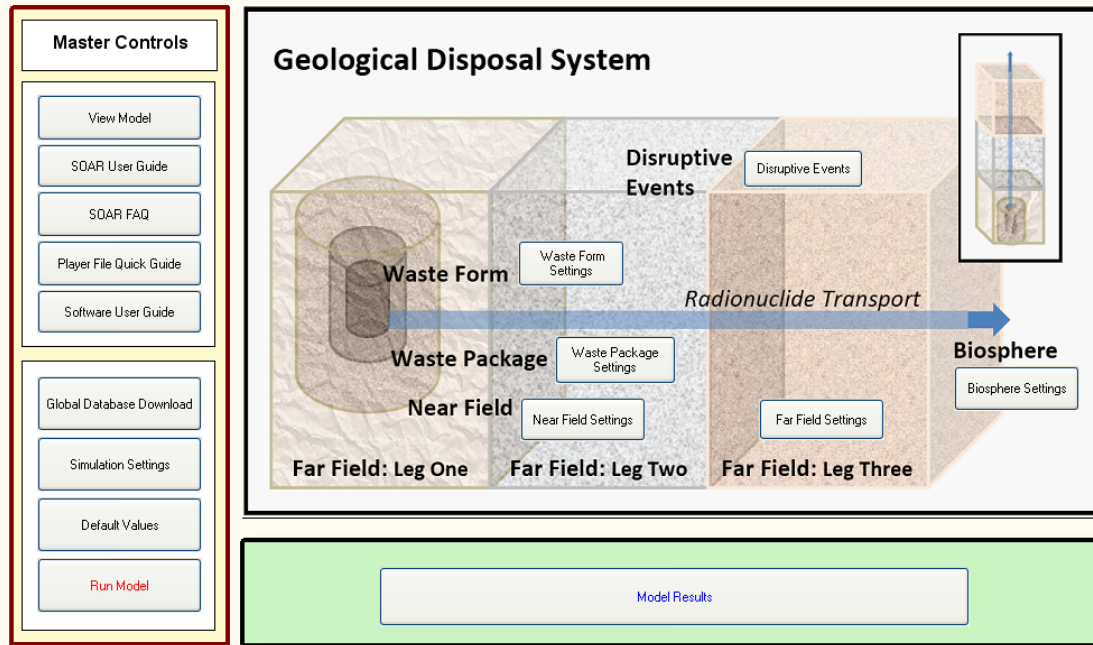 Master Controls
View Model
SOAR User Guide
SOAR FAQ
Player File Quick Guide
Software User Guide
Global Database Download
Simulation Settings
Default Values
Run Model
Geological Disposal System
Disruptive
Events
Disruptive Events
Waste Form
Waste Form
Settings
Radionuclide Transport
Waste Package
Waste Package
Settings
Biosphere
Biosphere Settings
Near Field
Near Field Settings
Far Field Settings
Far Field: Leg One
Far Field: Leg Two
Far Field: Leg Three
Model Results